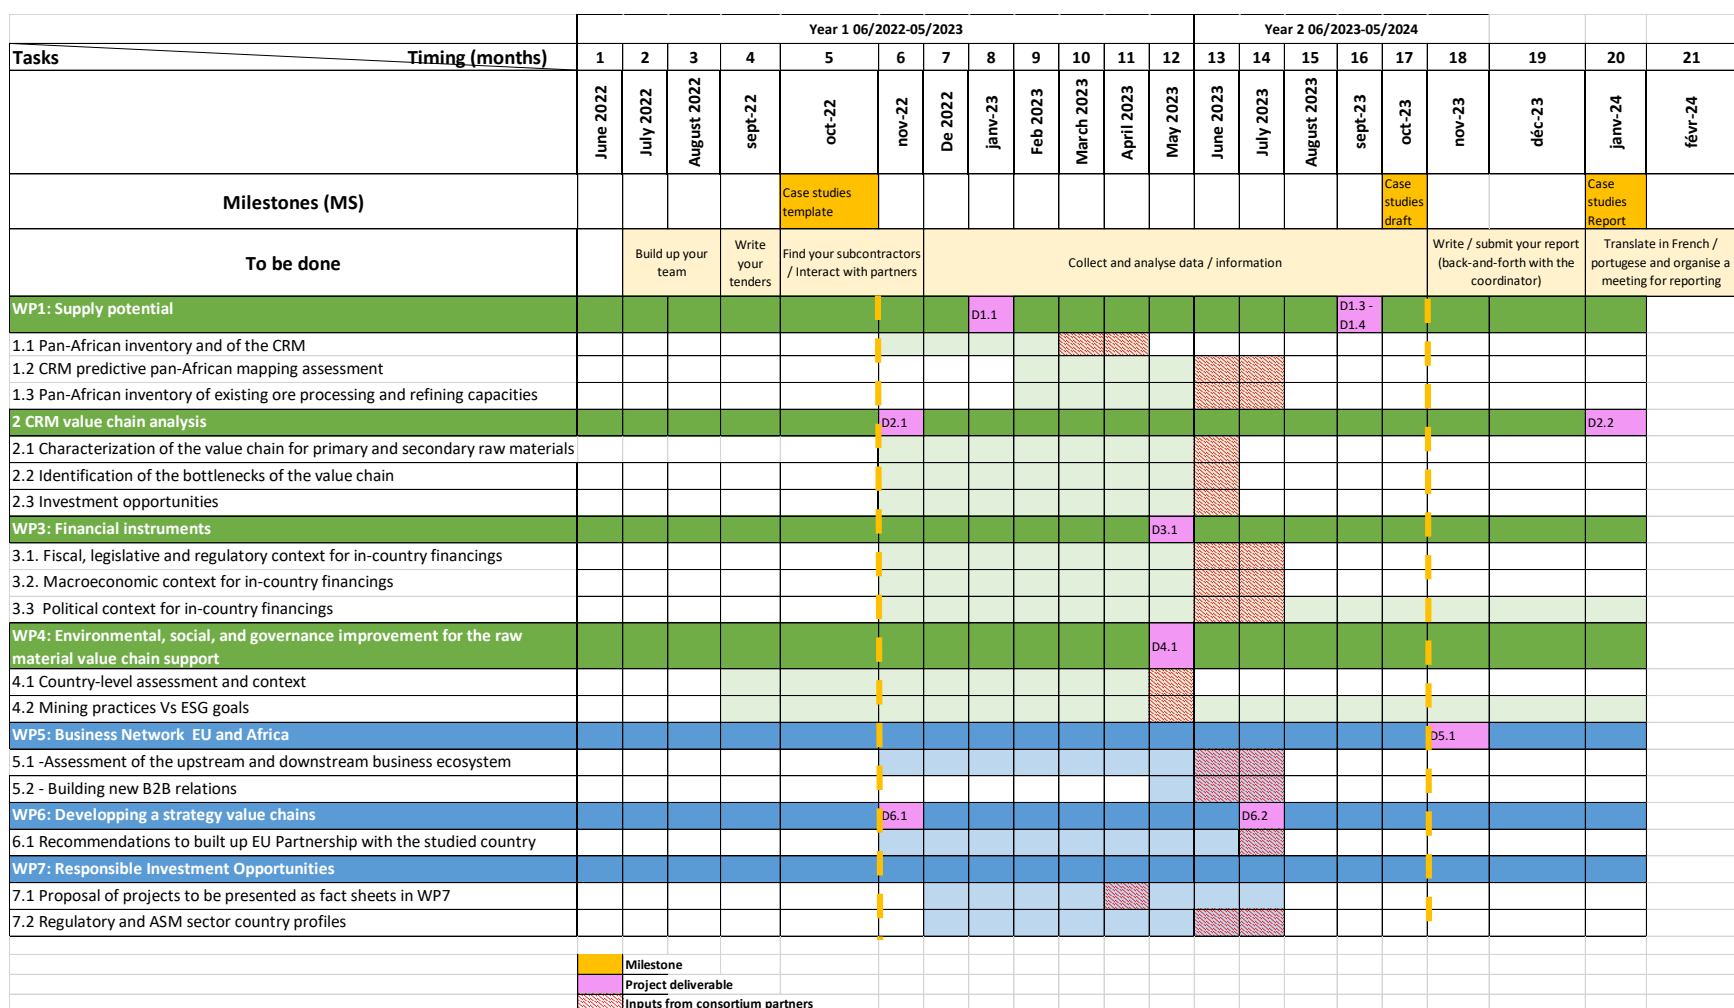 Year 1 06/2022-05/2023
Year 2 06/2023-05/2024
Tasks
Timing (months)
1 2 3 4 5 6 7 8 9 10 11 12 13 14 15 16 17 18 19 20 21
June 2022
July 2022
August 2022
sept-22
oct-22
nov-22
De 2022
janv-23
Feb 2023
March 2023
April 2023
May 2023
June 2023
July 2023
August 2023
sept-23
oct-23
nov-23
déc-23
janv-24
févr-24
Milestones (MS)
Case studies
template
Case
studies
draft
Case
studies
Report
To be done
Build up your
team
Write
your
tenders
Find your subcontractors
/ Interact with partners
Collect and analyse data / information
Write / submit your report
(back-and-forth with the
coordinator)
Translate in French /
portugese and organise a
meeting for reporting
WP1: Supply potential
D1.1
D1.3 -
D1.4
1.1 Pan-African inventory and of the CRM
1.2 CRM predictive pan-African mapping assessment
1.3 Pan-African inventory of existing ore processing and refining capacities
2 CRM value chain analysis
D2.1
D2.2
2.1 Characterization of the value chain for primary and secondary raw materials
2.2 Identification of the bottlenecks of the value chain
2.3 Investment opportunities
WP3: Financial instruments
D3.1
3.1. Fiscal, legislative and regulatory context for in-country financings
3.2. Macroeconomic context for in-country financings
3.3 Political context for in-country financings
WP4: Environmental, social, and governance improvement for the raw
material value chain support
D4.1
4.1 Country-level assessment and context
4.2 Mining practices Vs ESG goals
WP5: Business Network EU and Africa
D5.1
5.1 -Assessment of the upstream and downstream business ecosystem
5.2 - Building new B2B relations
WP6: Developping a strategy value chains
D6.1
D6.2
6.1 Recommendations to built up EU Partnership with the studied country
WP7: Responsible Investment Opportunities
7.1 Proposal of projects to be presented as fact sheets in WP7
7.2 Regulatory and ASM sector country profiles
Milestone
Project deliverable
Inputs from consortium partners